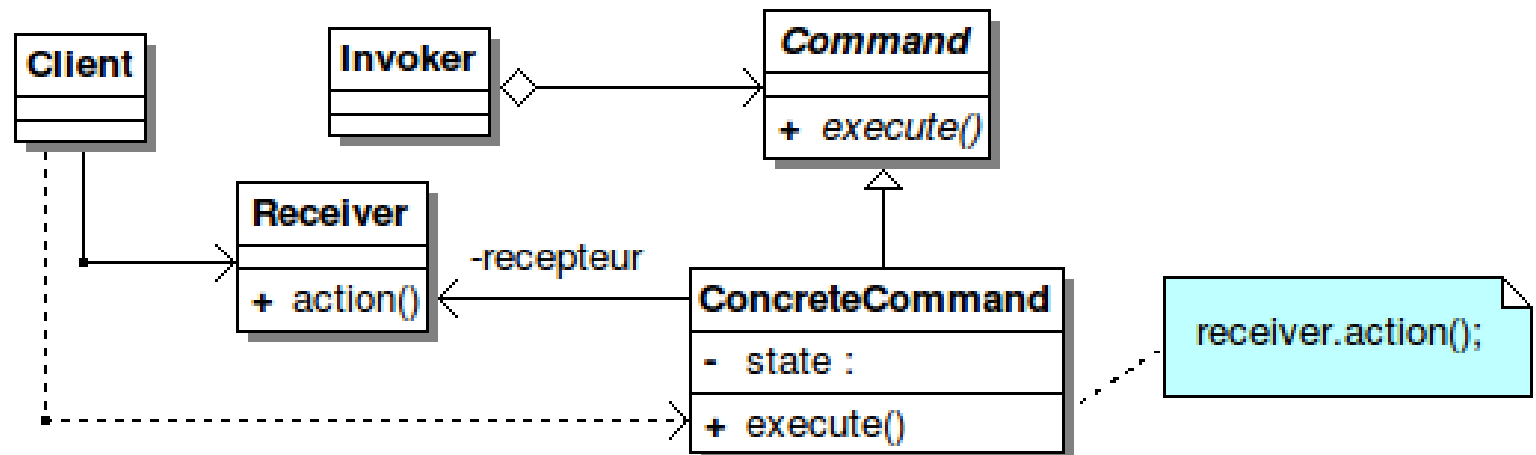 Client
Invoker
Command
+ execute()
Receiver
+ action()
-recepteur
ConcreteCommand
- state :
+ execute()
receiver.action();